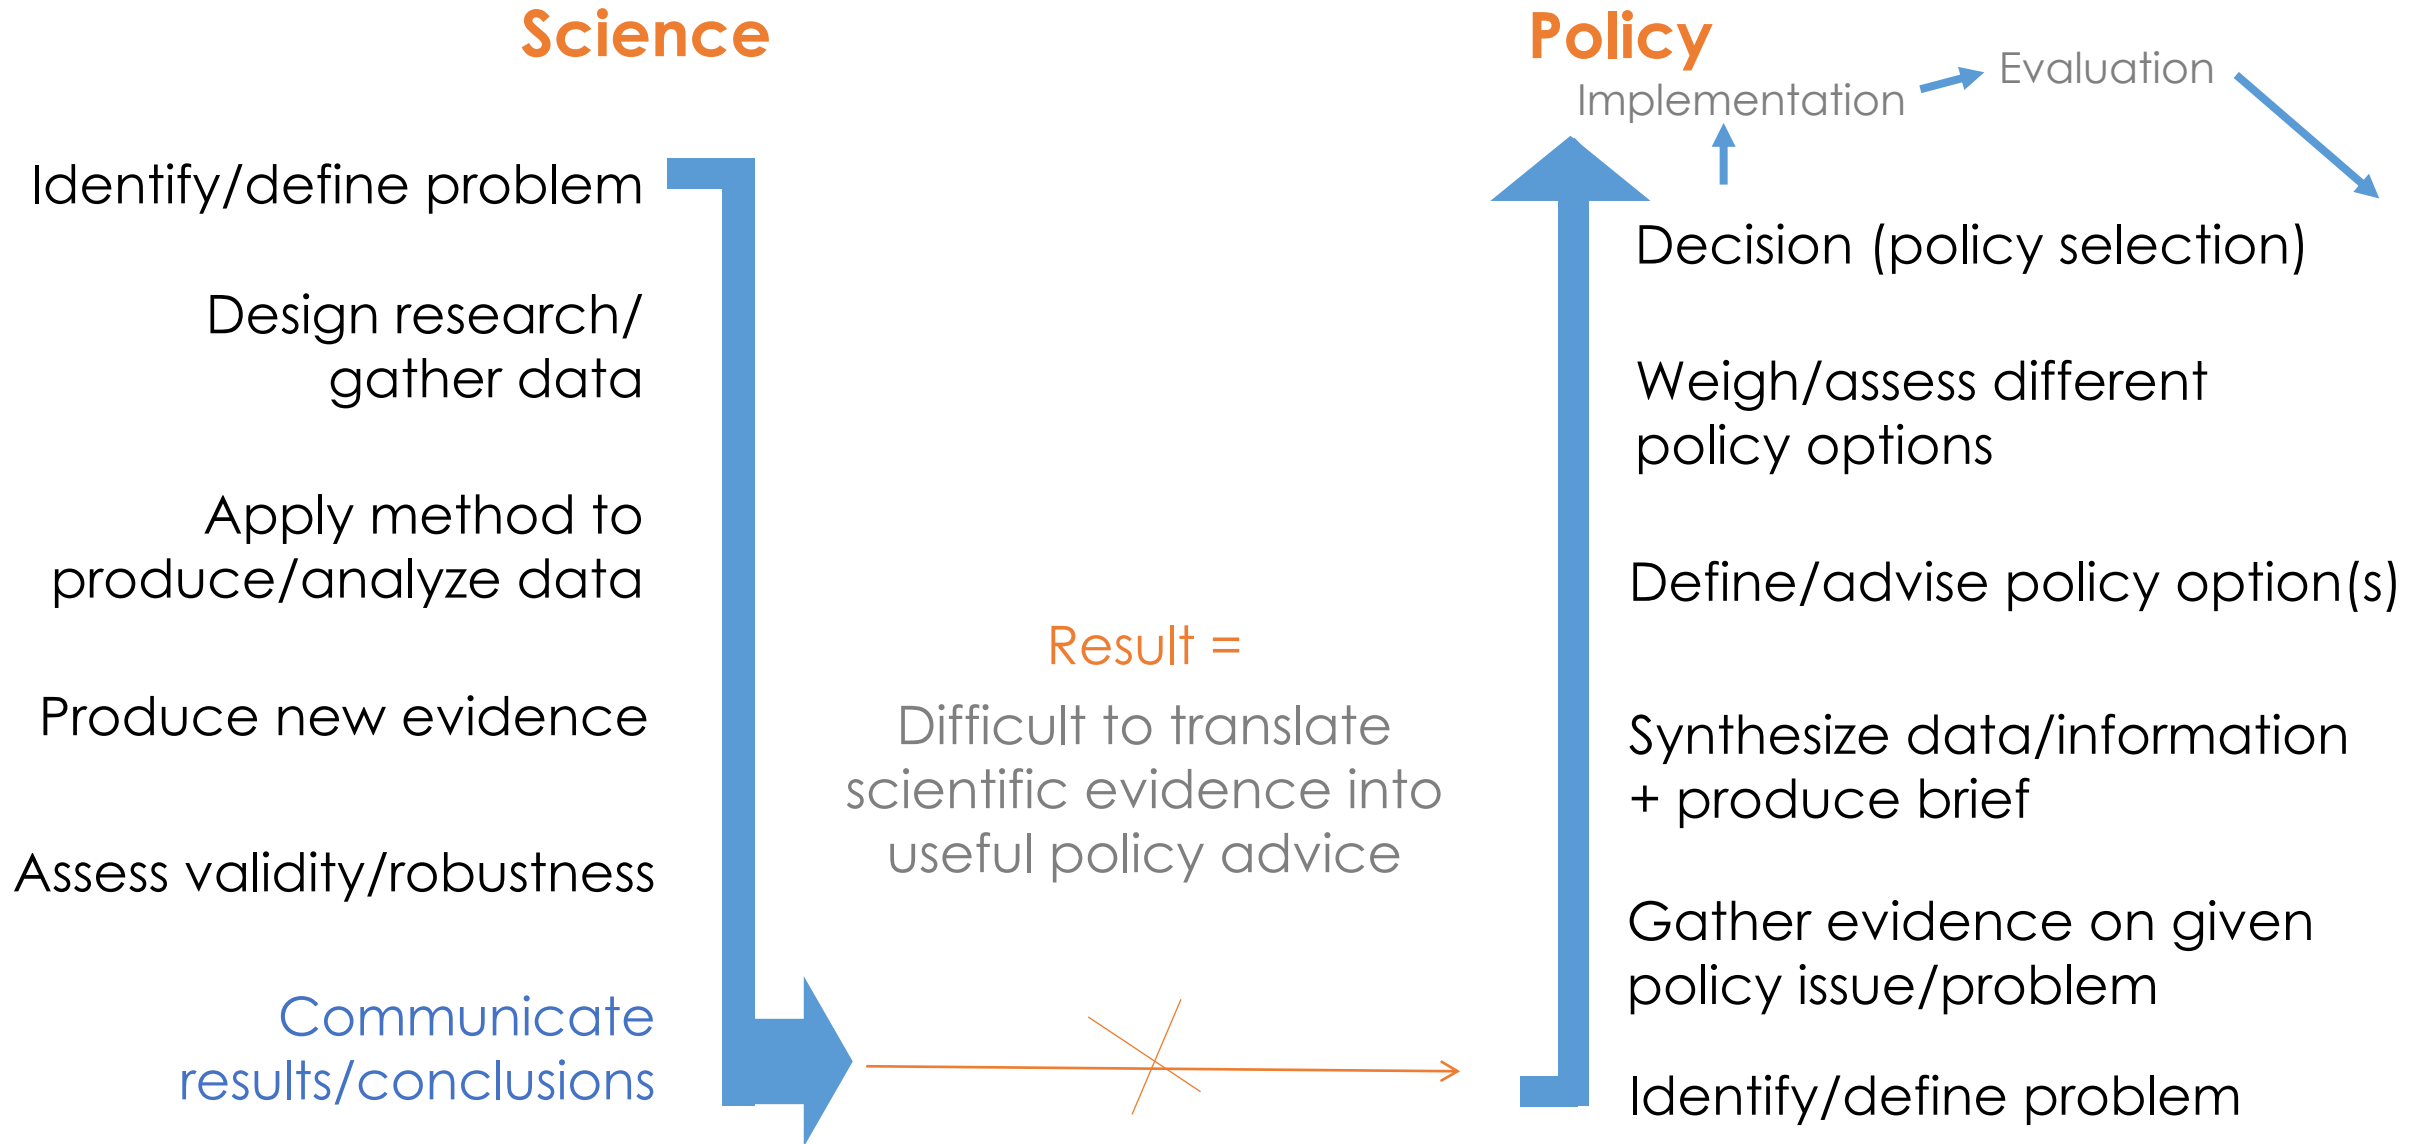 Science
Identify/define problem
Design research/
gather data
Apply method to
produce/analyze data
Produce new evidence
Assess validity/robustness
Communicate
results/conclusions
Result =
Difficult to translate
scientific evidence into
useful policy advice
Policy
Implementation
Evaluation
Decision (policy selection)
Weigh/assess different
policy options
Define/advise policy option(s)
Synthesize data/information
+ produce brief
Gather evidence on given
policy issue/problem
Identify/define problem